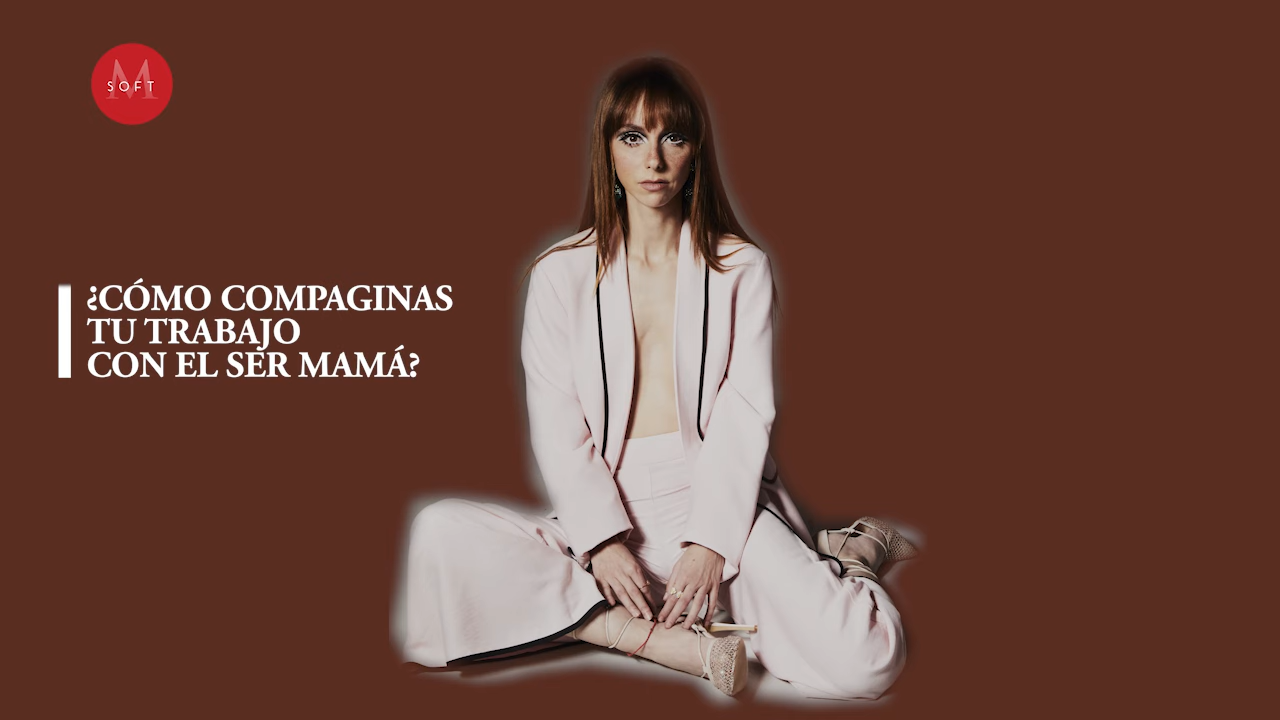 M
SOFT
¿CÓMO COMPAGINAS
TU TRABAJO
CON EL SER MAMÁ?